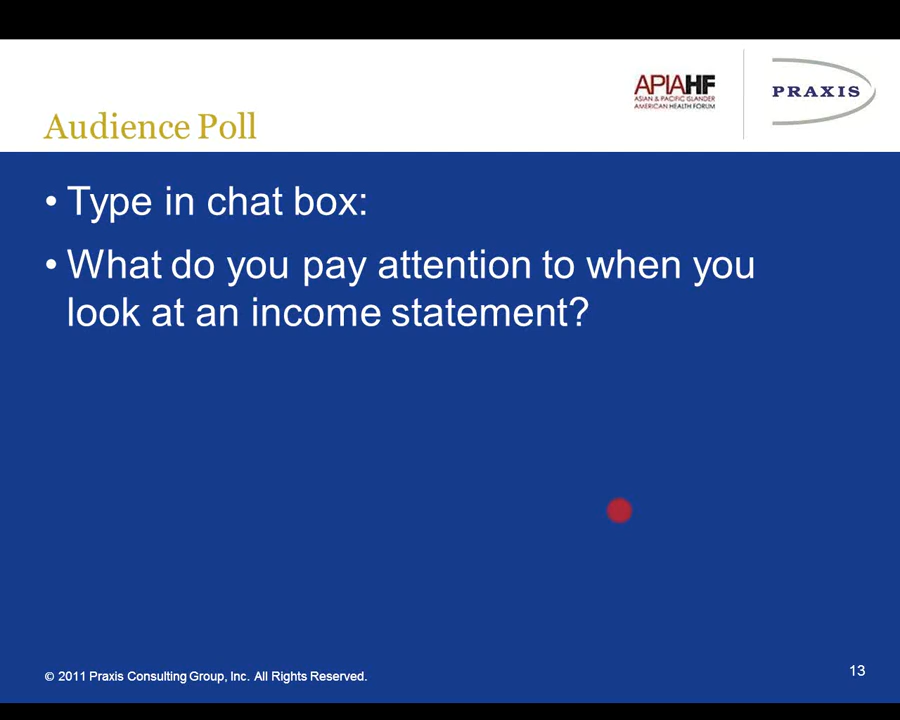 APIAHF
ASIAN & PACIFIC ISLANDER
AMERICAN HEALTH FORUM
PRAXIS
Audience Poll
• Type in chat box:
• What do you pay attention to when you
look at an income statement?
© 2011 Praxis Consulting Group, Inc. All Rights Reserved.
13